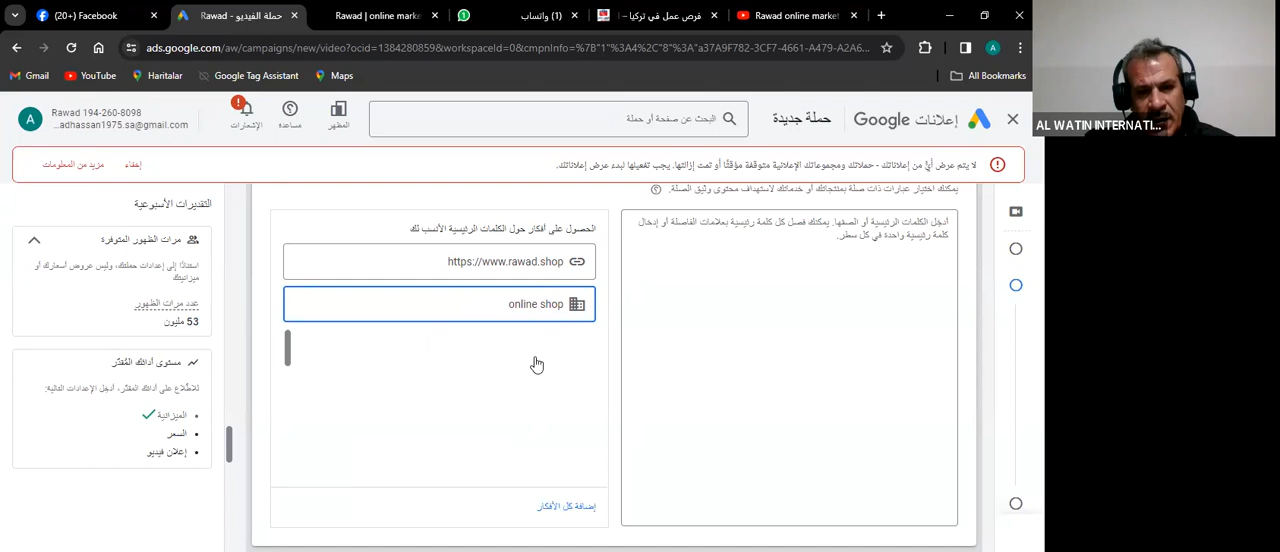 (20+) Facebook
حملة الفيديو - Rawad
Rawad | online marke
(1) واتساب
فرص عمل في تركيا – ا
Rawad online market
ads.google.com/aw/campaigns/new/video?ocid=1384280859&workspaceId=0&cmpnInfo=%7B"1"%3A4%2C"8"%3A"a37A9F782-3CF7-4661-A479-A2A6...
Gmail
YouTube
Haritalar
Google Tag Assistant
Maps
All Bookmarks
إعلانات Google
حملة جديدة
البحث عن صفحة أو حملة
المظهر
مساعدة
الإشعارات
Rawad 194-260-8098
...adhassan1975.sa@gmail.com
A
لا يتم عرض أيٍّ من إعلاناتك - حملاتك ومجموعاتك الإعلانية متوقفة مؤقتًا أو تمت إزالتها. يجب تفعيلها لبدء عرض إعلاناتك.
مزيد من المعلومات
إخفاء
يمكنك اختيار عبارات ذات صلة بمنتجاتك أو خدماتك لاستهداف محتوى وثيق الصلة.
أدخِل الكلمات الرئيسية أو الصقها. يمكنك فصل كل كلمة رئيسية بعلامات الفاصلة أو إدخال
كلمة رئيسية واحدة في كل سطر.
الحصول على أفكار حول الكلمات الرئيسية الأنسب لك
https://www.rawad.shop
online shop
إضافة كل الأفكار
التقديرات الأسبوعية
مرات الظهور المتوفرة
استنادًا إلى إعدادات حملتك، وليس عروض أسعارك أو
ميزانيتك
عدد مرات الظهور
53 مليون
مستوى أدائك المُقدَّر
للاطّلاع على أدائك المقدّر، أدخِل الإعدادات التالية:
الميزانية
السعر
إعلان فيديو
AL WATIN INTERNATI...